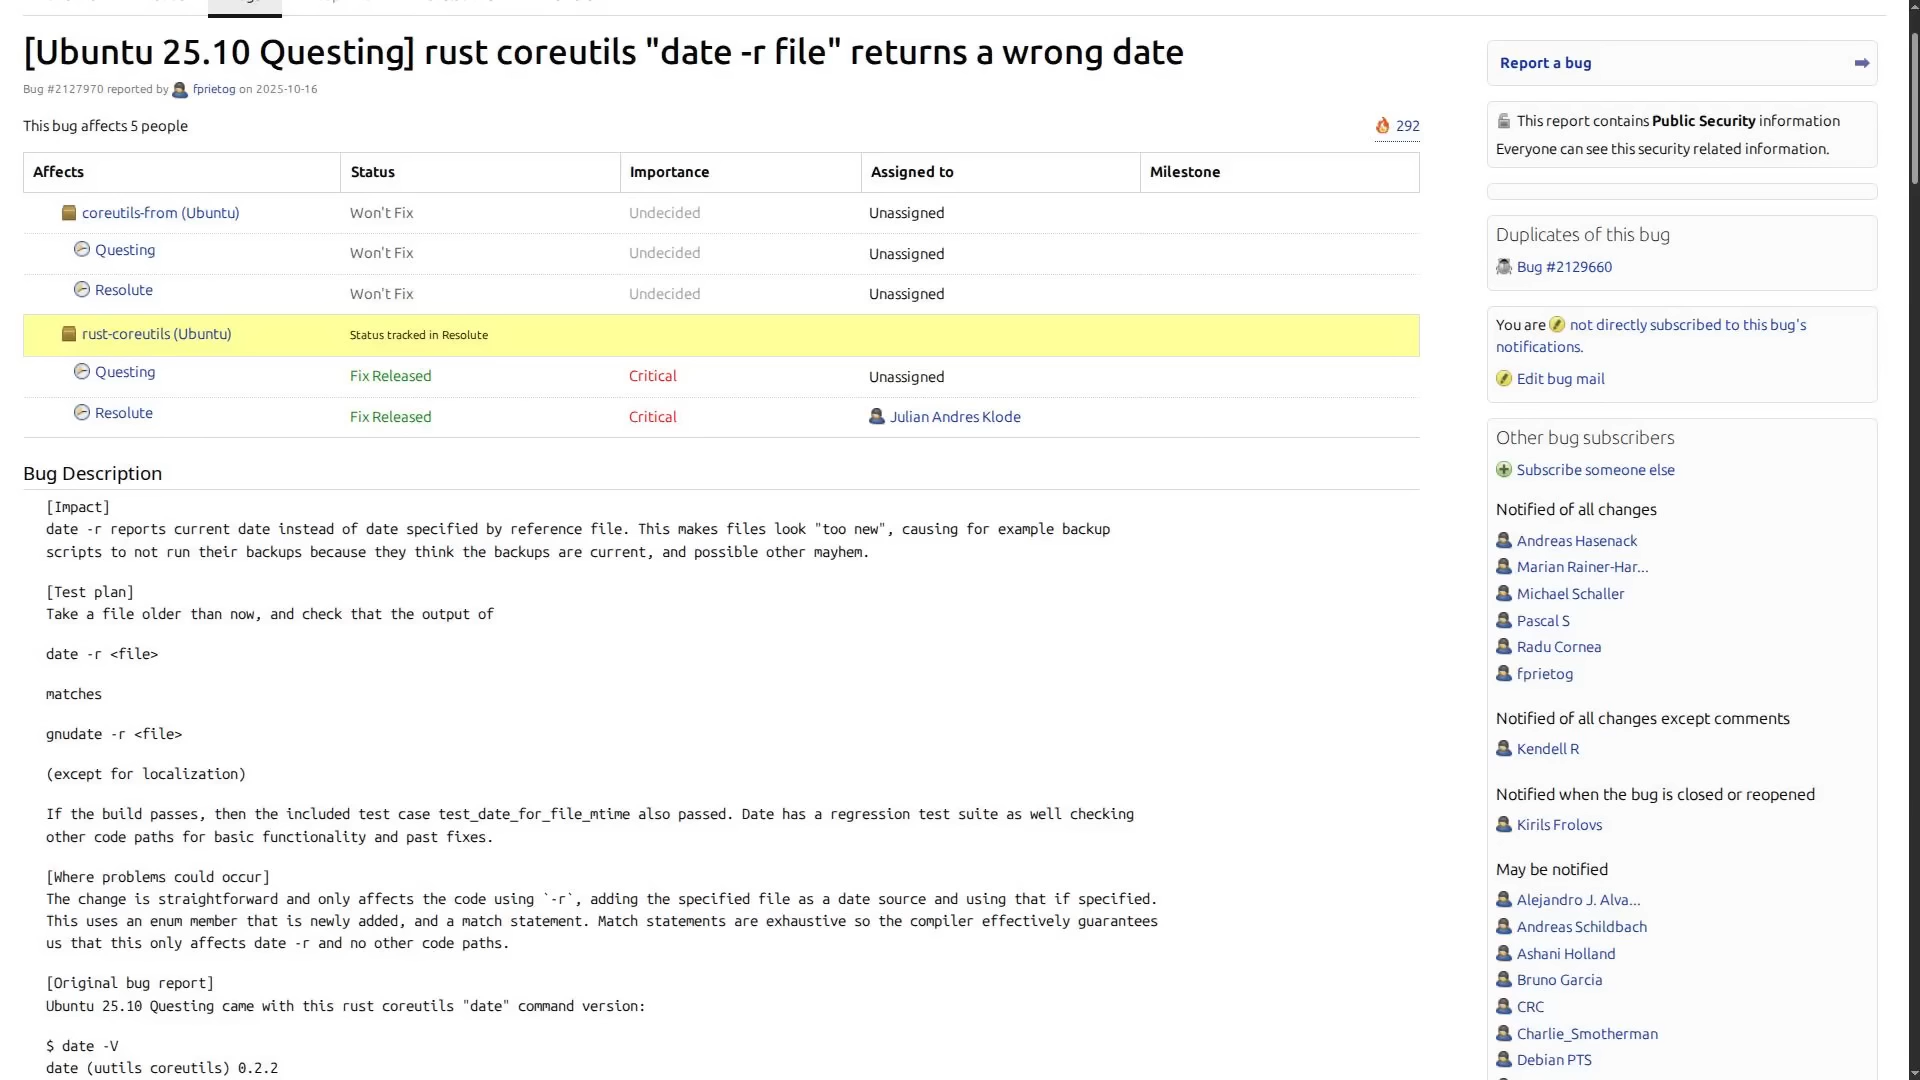 [Ubuntu 25.10 Questing] rust coreutils "date -r file" returns a wrong date
Bug #2127970 reported by fprietog on 2025-10-16
This bug affects 5 people
292
Affects Status Importance Assigned to Milestone
coreutils-from (Ubuntu) Won't Fix Undecided Unassigned
Questing Won't Fix Undecided Unassigned
Resolute Won't Fix Undecided Unassigned
rust-coreutils (Ubuntu) Status tracked in Resolute
Questing Fix Released Critical Unassigned
Resolute Fix Released Critical Julian Andres Klode
Bug Description
[Impact]
date -r reports current date instead of date specified by reference file. This makes files look "too new", causing for example backup
scripts to not run their backups because they think the backups are current, and possible other mayhem.
[Test plan]
Take a file older than now, and check that the output of
date -r <file>
matches
gnudate -r <file>
(except for localization)
If the build passes, then the included test case test_date_for_file_mtime also passed. Date has a regression test suite as well checking
other code paths for basic functionality and past fixes.
[Where problems could occur]
The change is straightforward and only affects the code using `-r`, adding the specified file as a date source and using that if specified.
This uses an enum member that is newly added, and a match statement. Match statements are exhaustive so the compiler effectively guarantees
us that this only affects date -r and no other code paths.
[Original bug report]
Ubuntu 25.10 Questing came with this rust coreutils "date" command version:
$ date -V
date (uutils coreutils) 0.2.2
Report a bug
This report contains Public Security information
Everyone can see this security related information.
Duplicates of this bug
Bug #2129660
You are not directly subscribed to this bug's
notifications.
Edit bug mail
Other bug subscribers
Subscribe someone else
Notified of all changes
Andreas Hasenack
Marian Rainer-Har...
Michael Schaller
Pascal S
Radu Cornea
fprietog
Notified of all changes except comments
Kendell R
Notified when the bug is closed or reopened
Kirils Frolovs
May be notified
Alejandro J. Alva...
Andreas Schildbach
Ashani Holland
Bruno Garcia
CRC
Charlie_Smotherman
Debian PTS